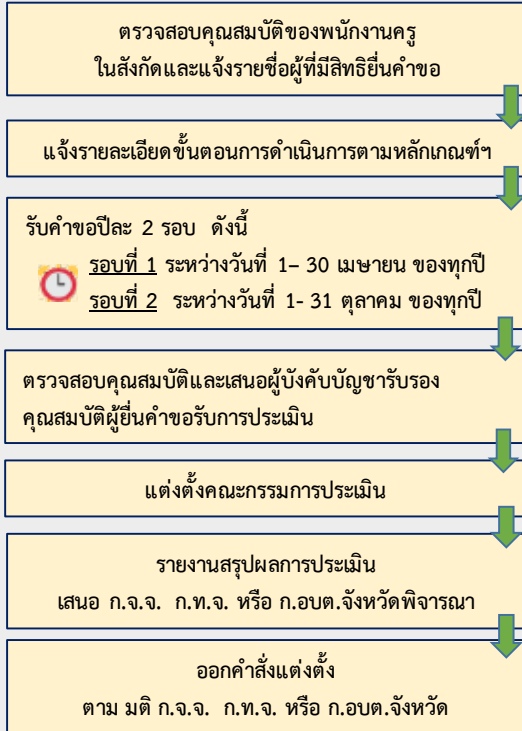 ตรวจสอบคุณสมบัติของพนักงานครู
ในสังกัดและแจ้งรายชื่อผู้ที่มีสิทธิยื่นคำขอ
แจ้งรายละเอียดขั้นตอนการดำเนินการตามหลักเกณฑ์ฯ
รับคำขอปีละ 2 รอบ ดังนี้
รอบที่ 1 ระหว่างวันที่ 1– 30 เมษายน ของทุกปี
รอบที่ 2 ระหว่างวันที่ 1- 31 ตุลาคม ของทุกปี
ตรวจสอบคุณสมบัติและเสนอผู้บังคับบัญชารับรอง
คุณสมบัติผู้ยื่นคำขอรับการประเมิน
แต่งตั้งคณะกรรมการประเมิน
รายงานสรุปผลการประเมิน
เสนอ ก.จ.จ. ก.ท.จ. หรือ ก.อบต.จังหวัดพิจารณา
ออกคำสั่งแต่งตั้ง
ตาม มติ ก.จ.จ. ก.ท.จ. หรือ ก.อบต.จังหวัด